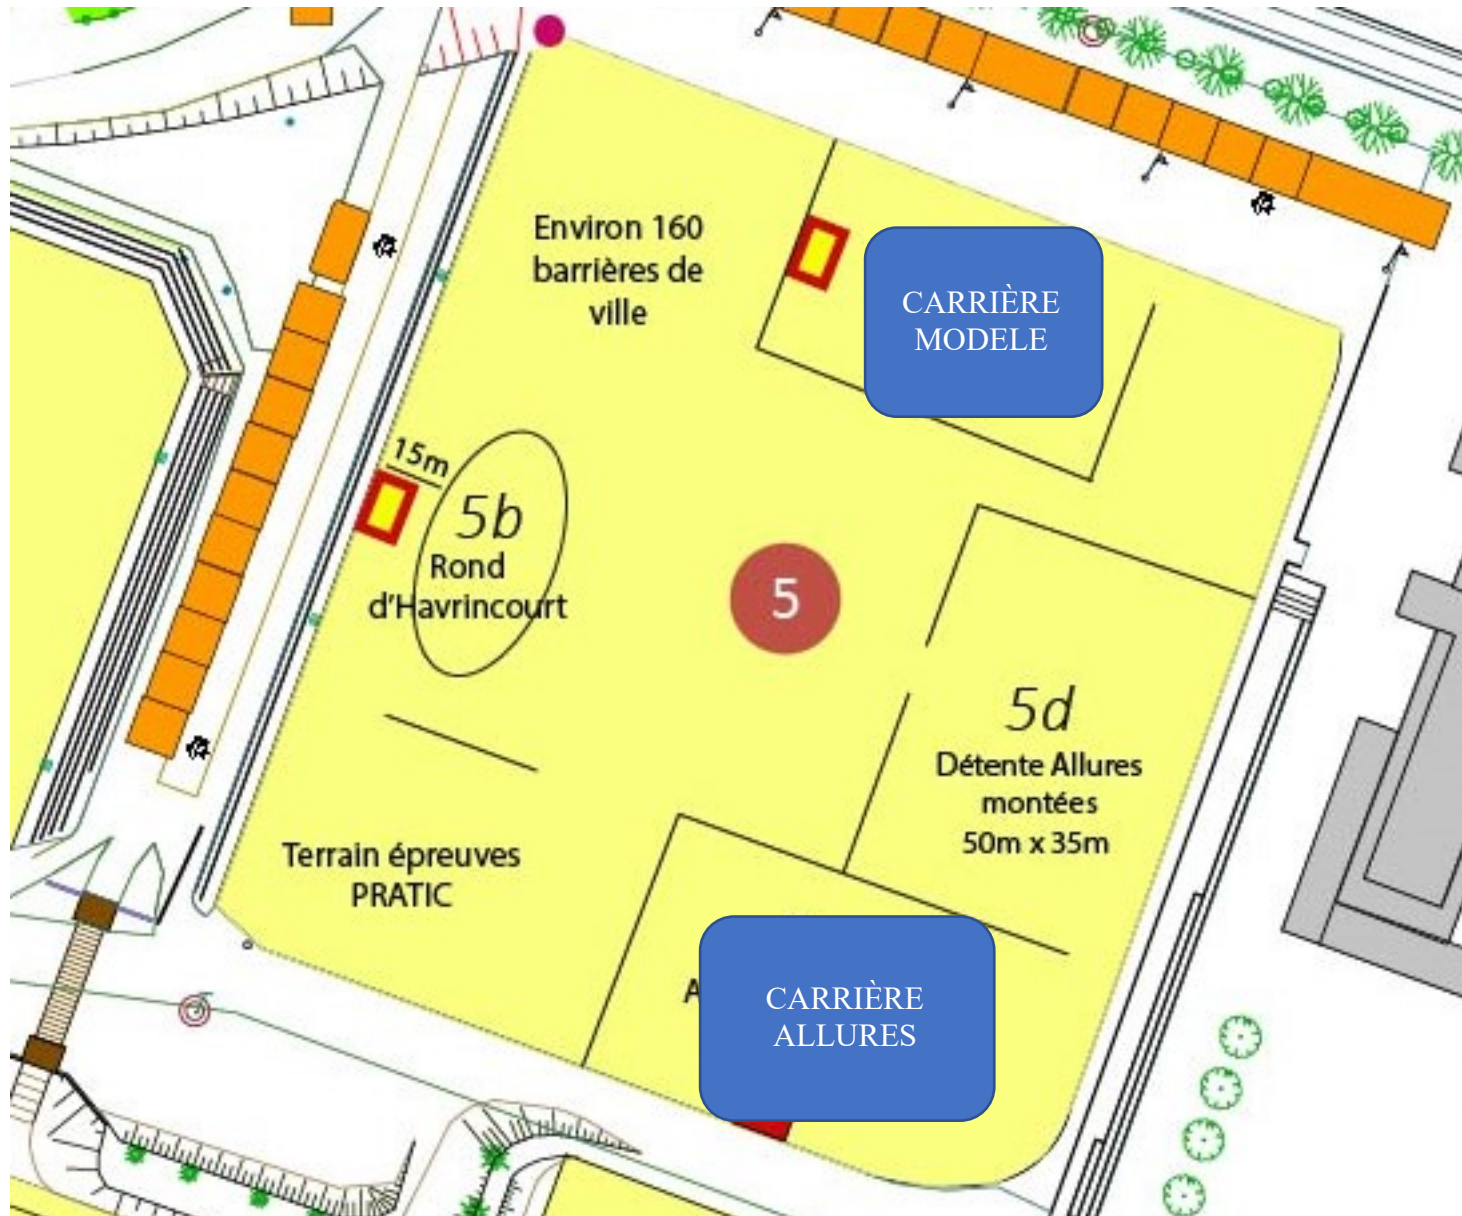 Environ 160
barrières de
ville
CARRIÈRE
MODELE
15m
5b
Rond
d'Havrincourt
5
5d
Détente Allures
montées
50m x 35m
Terrain épreuves
PRATIC
A
CARRIÈRE
ALLURES